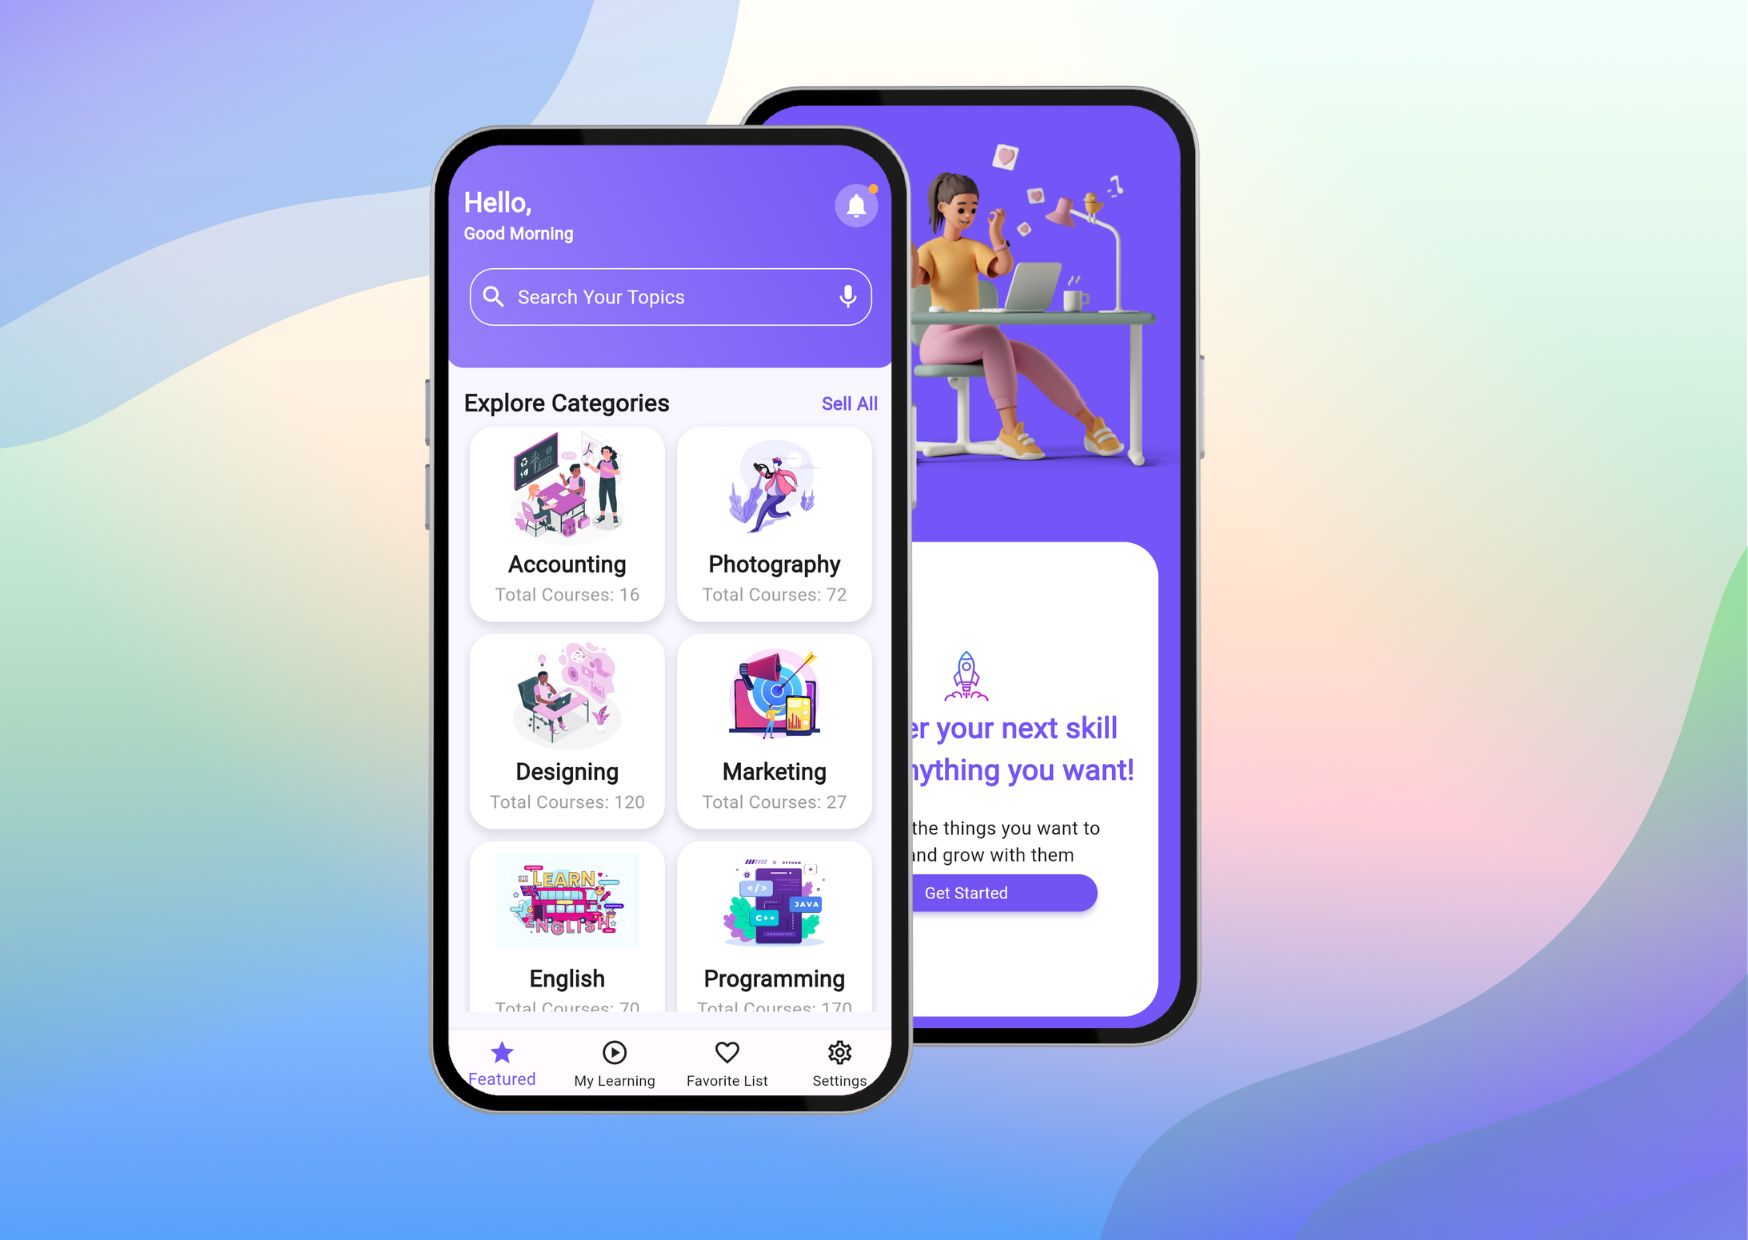 Hello,
Good Morning
Search Your Topics
Explore Categories
Sell All
Accounting
Total Courses: 16
Photography
Total Courses: 72
Designing
Total Courses: 120
Marketing
Total Courses: 27
LEARN
ENGLISH
English
Total Courses: 70
PYTHON
</>
JAVA
C++
Programming
Total Courses: 170
Featured
My Learning
Favorite List
Settings
your next skill
you want!
the things you want to
grow with them
Get Started